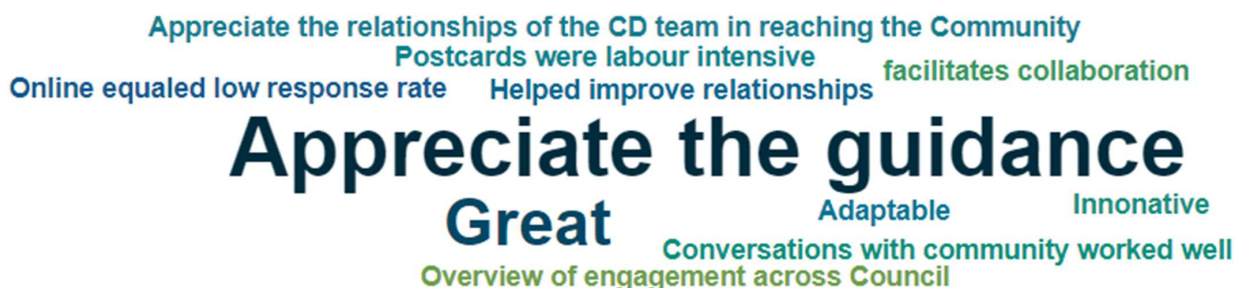 Appreciate the relationships of the CD team in reaching the Community
Postcards were labour intensive
facilitates collaboration
Online equaled low response rate
Helped improve relationships
Appreciate the guidance
Great
Adaptable
Innonative
Conversations with community worked well
Overview of engagement across Council